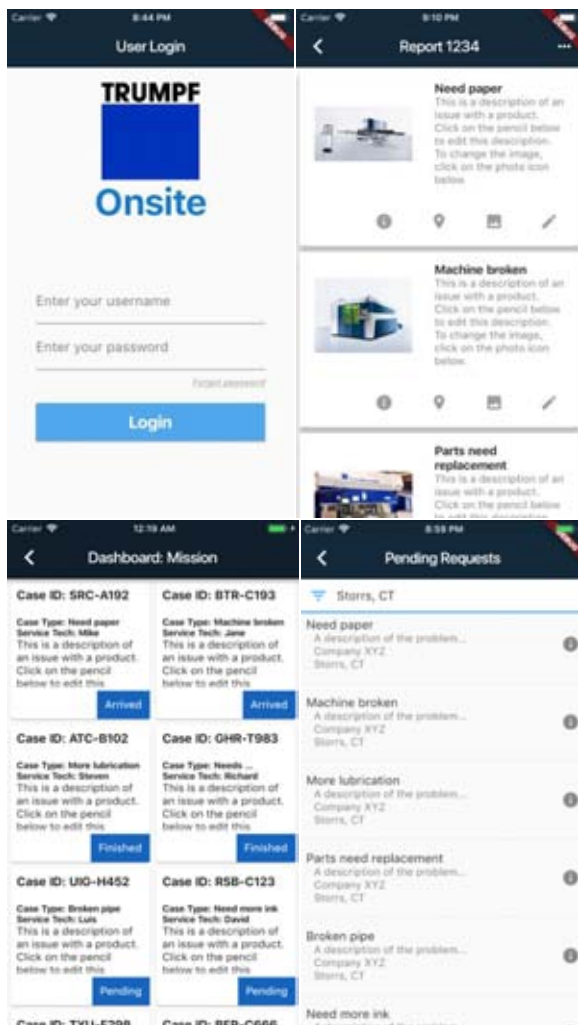 Carrier 8:44 PM
User Login
TRUMPF
Onsite
Enter your username
Enter your password
Forgot password?
Login
Carrier 8:10 PM
Report 1234
Need paper
This is a description of an
issue with a product.
Click on the pencil below
to edit this description.
To change the image,
click on the photo icon
below.
Machine broken
This is a description of an
issue with a product.
Click on the pencil below
to edit this description.
To change the image,
click on the photo icon
below.
Parts need
replacement
This is a description of an
issue with a product.
Click on the pencil below
to edit this description.
Carrier 12:19 AM
Dashboard: Mission
Case ID: SRC-A192
Case Type: Need paper
Service Tech: Mike
This is a description of
an issue with a product.
Click on the pencil
below to edit this
Arrived
Case ID: BTR-C193
Case Type: Machine broken
Service Tech: Jane
This is a description of
an issue with a product.
Click on the pencil
below to edit this
Arrived
Case ID: ATC-B102
Case Type: More lubrication
Service Tech: Steven
This is a description of
an issue with a product.
Click on the pencil
below to edit this
Finished
Case ID: GHR-T983
Case Type: Needs ...
Service Tech: Richard
This is a description of
an issue with a product.
Click on the pencil
below to edit this
Finished
Case ID: UIG-H452
Case Type: Broken pipe
Service Tech: Luis
This is a description of
an issue with a product.
Click on the pencil
below to edit this
Pending
Case ID: RSB-C123
Case Type: Need more ink
Service Tech: David
This is a description of
an issue with a product.
Click on the pencil
below to edit this
Pending
Case ID:
Case ID:
Carrier 8:59 PM
Pending Requests
Storrs, CT
Need paper
A description of the problem...
Company XYZ
Storrs, CT
Machine broken
A description of the problem...
Company XYZ
Storrs, CT
More lubrication
A description of the problem...
Company XYZ
Storrs, CT
Parts need replacement
A description of the problem...
Company XYZ
Storrs, CT
Broken pipe
A description of the problem...
Company XYZ
Storrs, CT
Need more ink